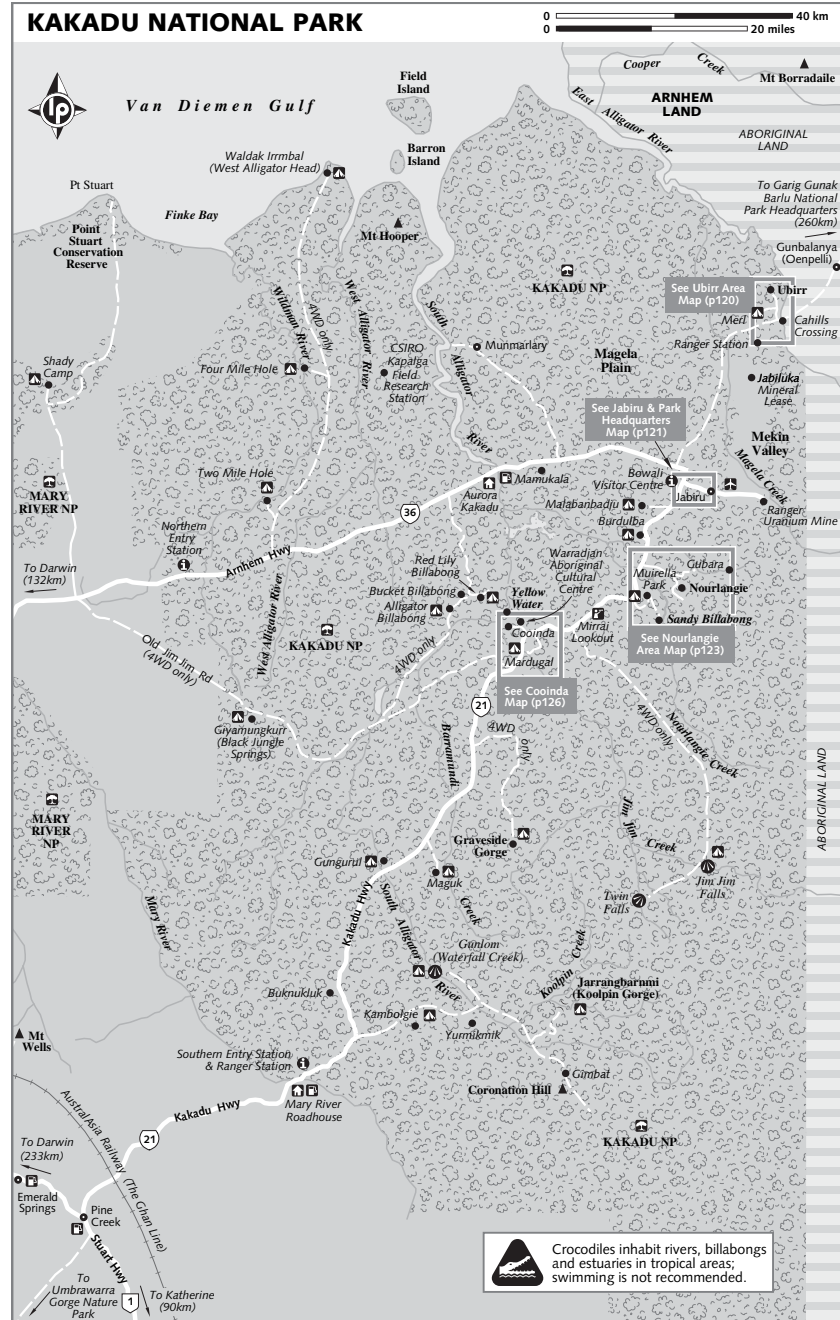 KAKADU NATIONAL PARK
0 40 km
0 20 miles
lp
Van Diemen Gulf
Field
Island
Barron
Island
Cooper Creek
Mt Borradaile
ARNHEM
LAND
East Alligator River
ABORIGINAL
LAND
To Garig Gunak
Barlu National
Park Headquarters
(260km)
Gunbalanya
(Oenpelli)
Waldak Irrmbal
(West Alligator Head)
Pt Stuart
Finke Bay
Point
Stuart
Conservation
Reserve
Mt Hooper
KAKADU NP
See Ubirr Area
Map (p120)
Ubirr
Merl
Cahills
Crossing
Ranger Station
Wildman River
4WD only
West Alligator River
South Alligator River
CSIRO
Kapalga
Field
Research
Station
Munmarlary
Magela
Plain
Jabiluka
Mineral
Lease
Shady
Camp
Four Mile Hole
See Jabiru & Park
Headquarters
Map (p121)
Mekin
Valley
Magela Creek
MARY
RIVER NP
Two Mile Hole
Aurora
Kakadu
Mamukala
Bowali
Visitor Centre
Jabiru
Malabanbadju
Burdulba
Ranger
Uranium Mine
36
Northern
Entry
Station
Arnhem Hwy
To Darwin
(132km)
Red Lily
Billabong
Bucket Billabong
Alligator
Billabong
Yellow
Water
Warradjan
Aboriginal
Cultural
Centre
Muirella
Park
Gubara
Nourlangie
Sandy Billabong
Mirrai
Lookout
See Nourlangie
Area Map (p123)
Cooinda
Mardugal
See Cooinda
Map (p126)
West Alligator River
KAKADU NP
4WD only
Old Jim Jim Rd
(4WD only)
Giyamungkurr
(Black Jungle
Springs)
21
4WD only
4WD only
Nourlangie Creek
Barramundi Creek
Jim Jim Creek
ABORIGINAL LAND
MARY
RIVER
NP
Graveside
Gorge
Gungurul
Maguk
Jim Jim
Falls
Twin
Falls
Mary River
Kakadu Hwy
South Alligator River
Gunlom
(Waterfall Creek)
Koolpin Creek
Jarrangbarnmi
(Koolpin Gorge)
Buknukluk
Kambolgie
Yurmikmik
Mt
Wells
Southern Entry Station
& Ranger Station
Gimbat
Coronation Hill
Mary River
Roadhouse
Kakadu Hwy
21
KAKADU NP
AustralAsia Railway (The Ghan Line)
To Darwin
(233km)
Emerald
Springs
Pine
Creek
Stuart Hwy
1
To
Umbrawarra
Gorge Nature
Park
To Katherine
(90km)
Crocodiles inhabit rivers, billabongs
and estuaries in tropical areas;
swimming is not recommended.